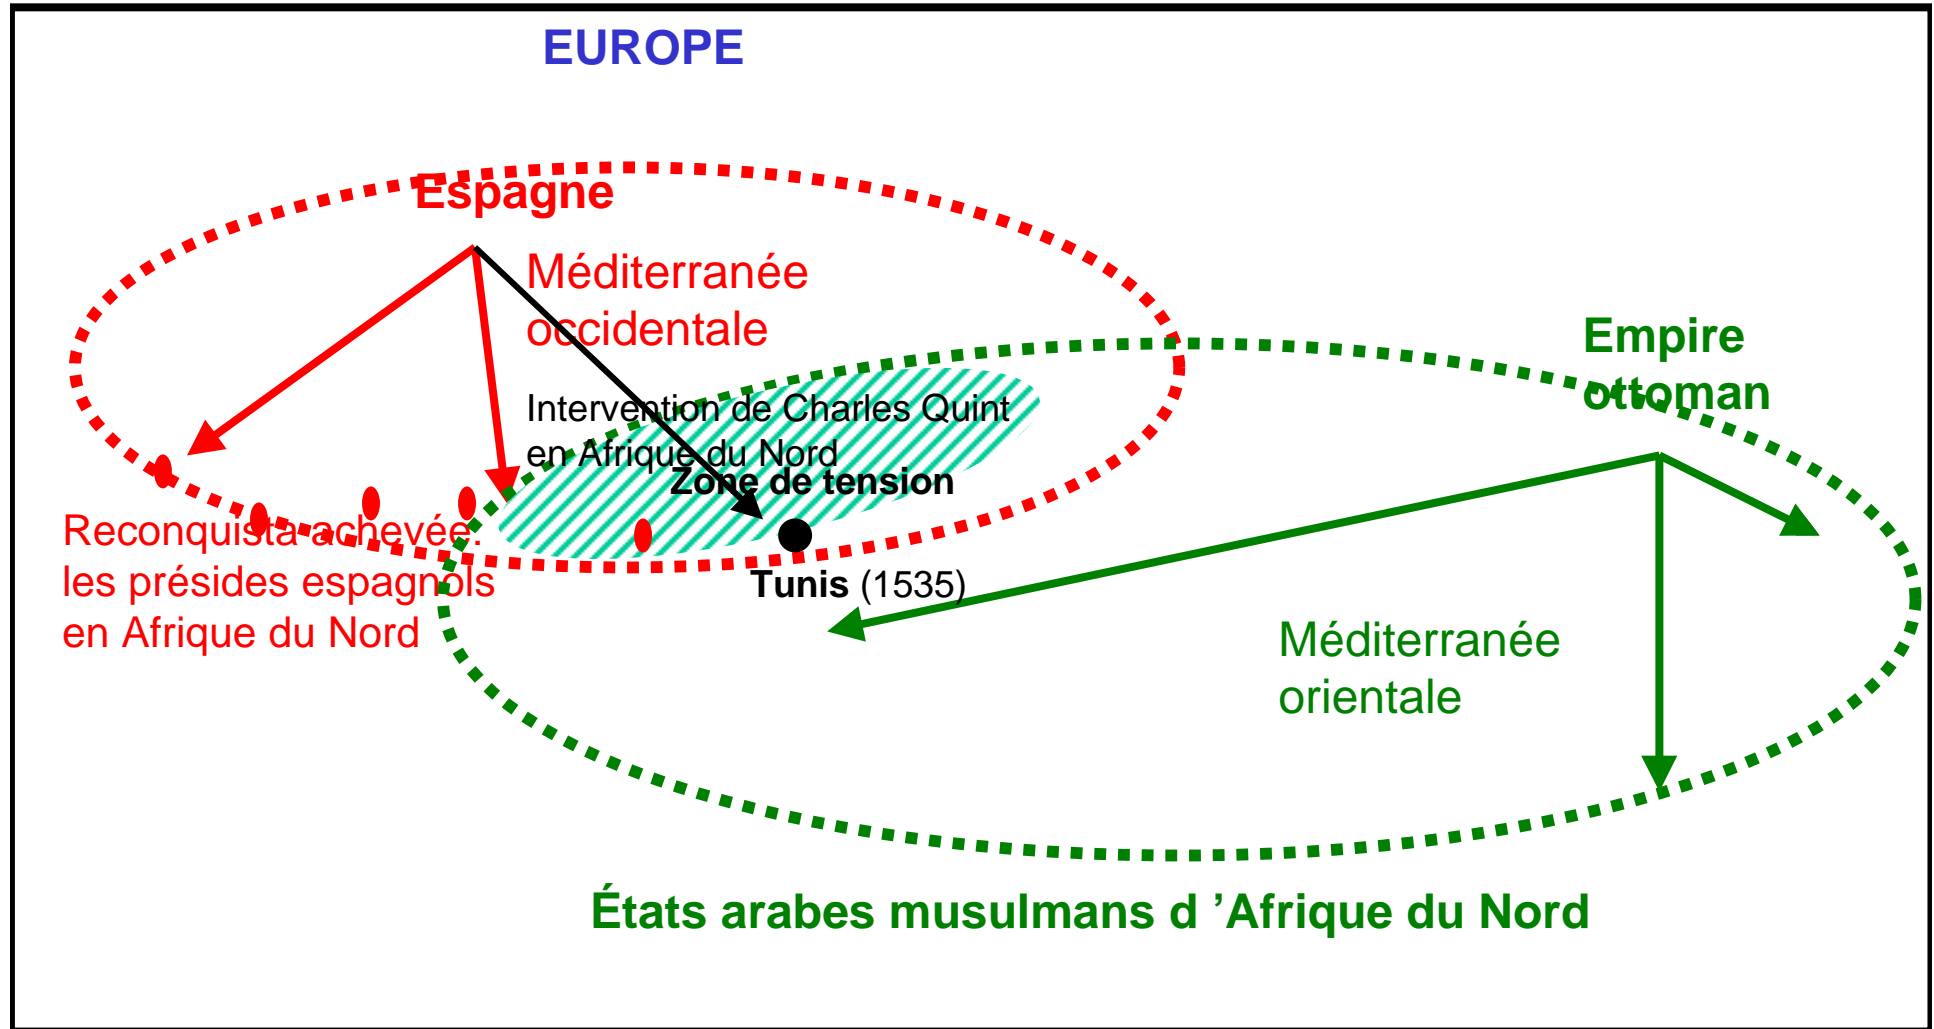 EUROPE
Espagne
Méditerranée
occidentale
Empire
ottoman
Intervention de Charles Quint
en Afrique du Nord
Zone de tension
Reconquista achevée:
les présides espagnols
en Afrique du Nord
Tunis (1535)
Méditerranée
orientale
États arabes musulmans d ’Afrique du Nord